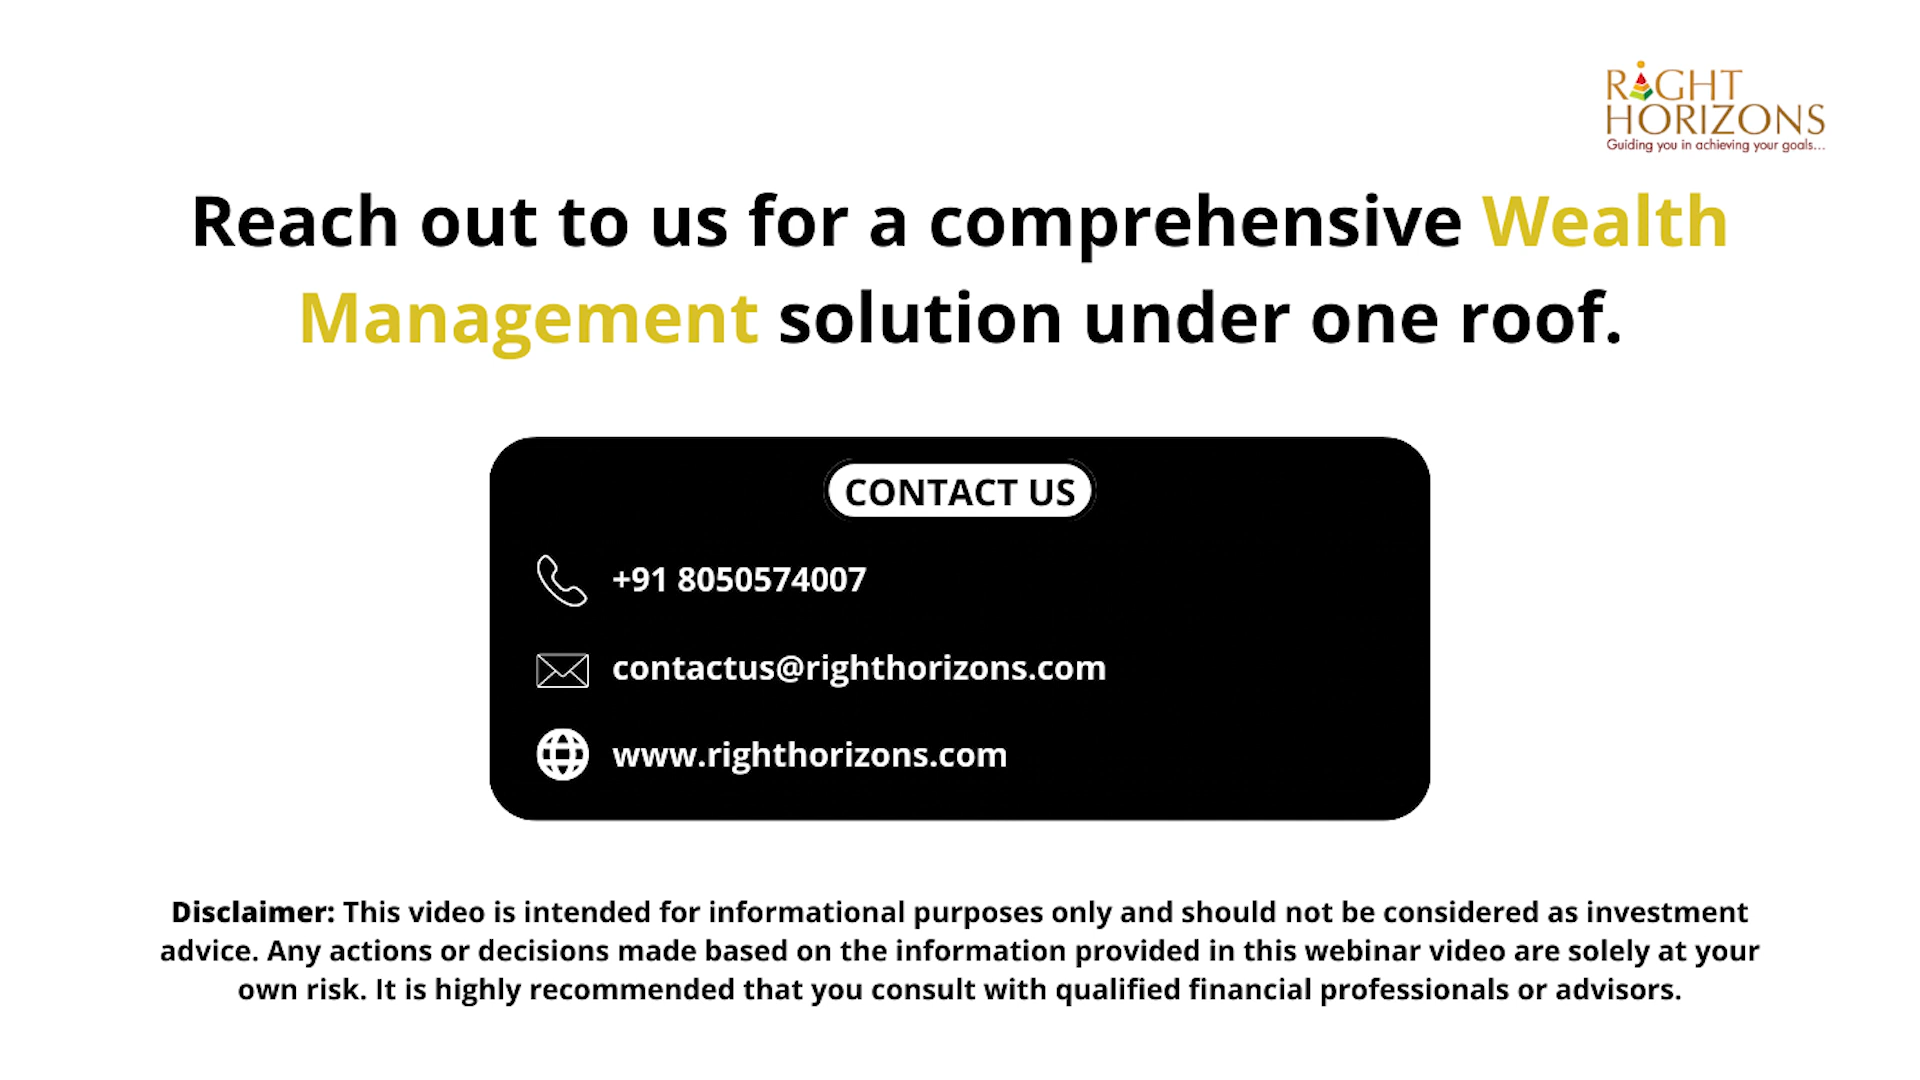 RIGHT
HORIZONS
Guiding you in achieving your goals...
Reach out to us for a comprehensive Wealth
Management solution under one roof.
CONTACT US
+91 8050574007
contactus@righthorizons.com
www.righthorizons.com
Disclaimer: This video is intended for informational purposes only and should not be considered as investment
advice. Any actions or decisions made based on the information provided in this webinar video are solely at your
own risk. It is highly recommended that you consult with qualified financial professionals or advisors.